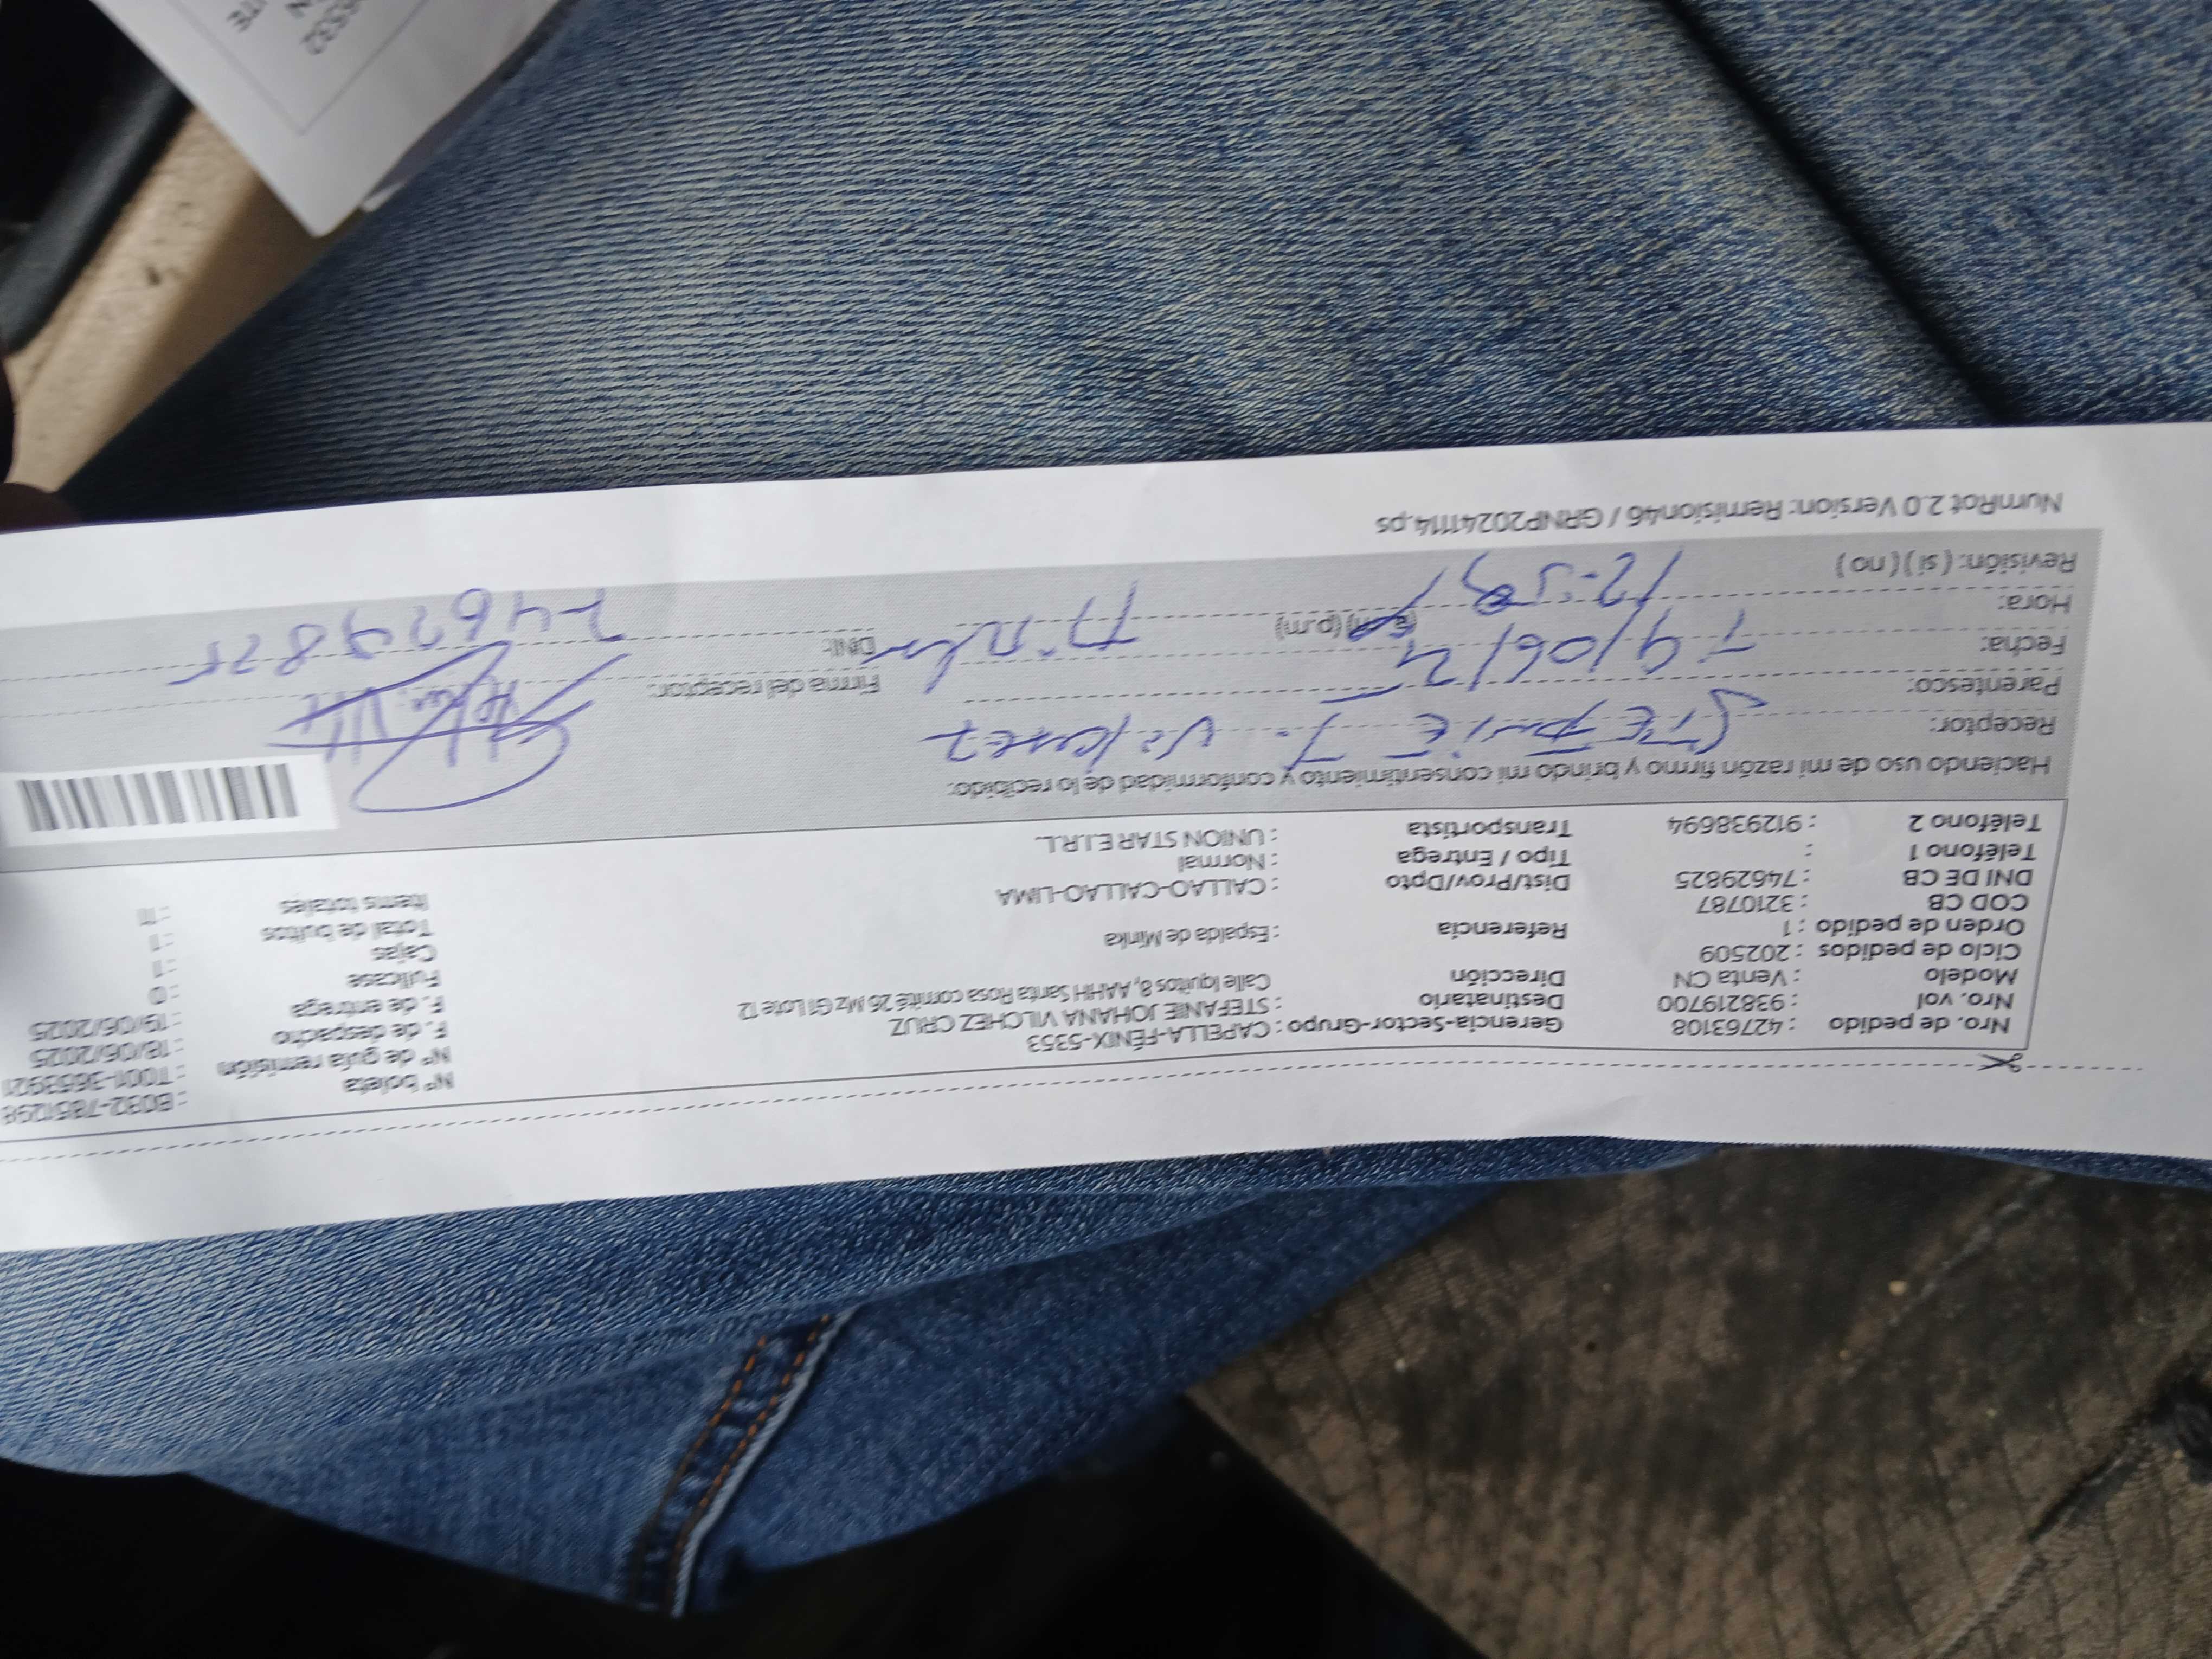 Nro. de pedido : 42763108 Gerencia-Sector-Grupo : CAPELLA-FÉNIX-5353 N° boleta : B032-7851298
Nro. vol : 938219700 Destinatario : STEFANIE JOHANA VILCHEZ CRUZ N° de guía remisión : T001-3653921
Modelo : Venta CN Dirección Calle Iquitos 8, AAHH Santa Rosa comité 26 Mz G1 Lote 12 F. de despacho : 18/06/2025
Ciclo de pedidos : 202509 F. de entrega : 19/06/2025
Orden de pedido : 1 Referencia : Espalda de Minka Fullcase : 0
COD CB : 3210787 Cajas : 1
DNI DE CB : 74629825 Dist/Prov/Dpto : CALLAO-CALLAO-LIMA Total de bultos : 1
Teléfono 1 : Tipo / Entrega : Normal Items totales : 11
Teléfono 2 : 912938694 Transportista : UNION STAR E.I.R.L.
Haciendo uso de mi razón firmo y brindo mi consentimiento y conformidad de lo recibido:
Receptor:
Parentesco: Firma del receptor:
Fecha: 19/06/2 DNI: 74629825
Hora: (p.m)
Revisión: ( si ) ( no )
NumRot 2.0 Version: Remision46 / GRNP20241114.ps